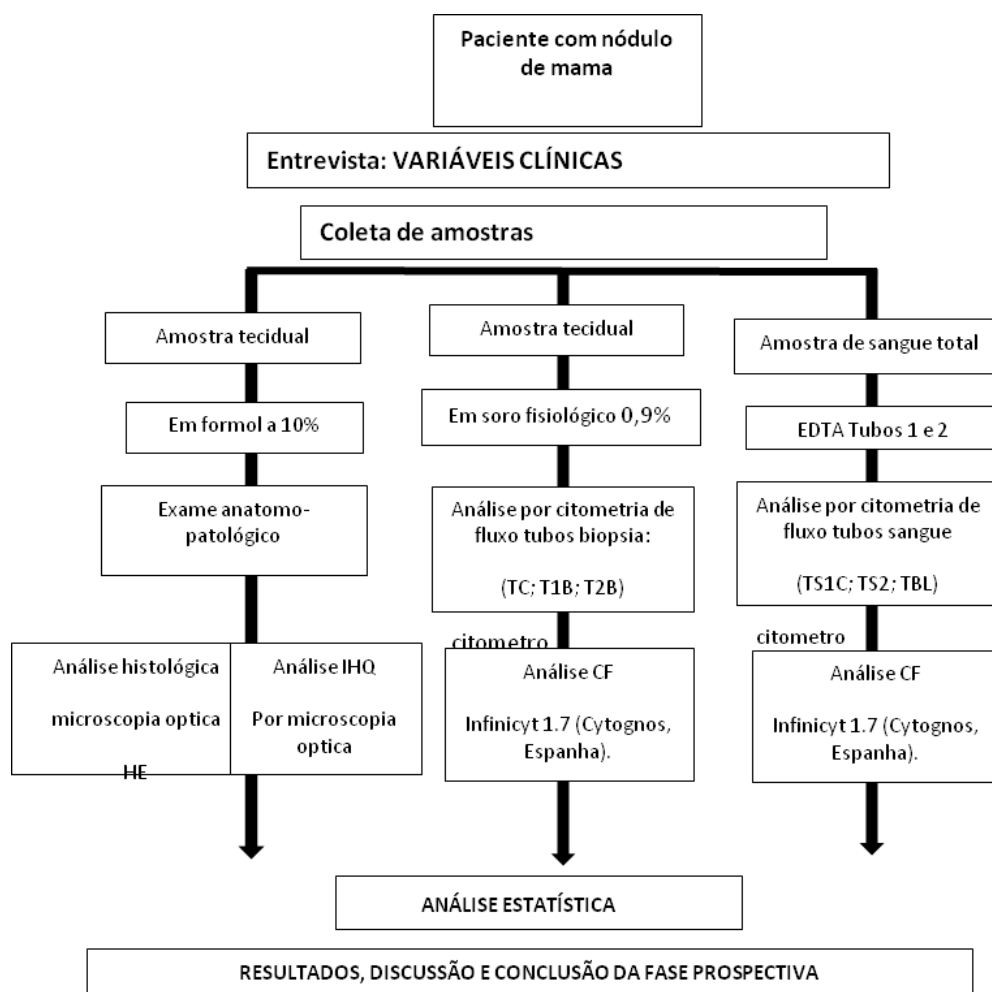 Paciente com nódulo
de mama
Entrevista: VARIÁVEIS CLÍNICAS
Coleta de amostras
Amostra tecidual
Em formol a 10%
Exame anatomo-
patológico
Análise histológica
microscopia optica
HE
Análise IHQ
Por microscopia
optica
Amostra tecidual
Em soro fisiológico 0,9%
Análise por citometria de
fluxo tubos biopsia:
(TC; T1B; T2B)
citometro
Análise CF
Infinicyt 1.7 (Cytognos,
Espanha).
Amostra de sangue total
EDTA Tubos 1 e 2
Análise por citometria de
fluxo tubos sangue
(TS1C; TS2; TBL)
citometro
Análise CF
Infinicyt 1.7 (Cytognos,
Espanha).
ANÁLISE ESTATÍSTICA
RESULTADOS, DISCUSSÃO E CONCLUSÃO DA FASE PROSPECTIVA